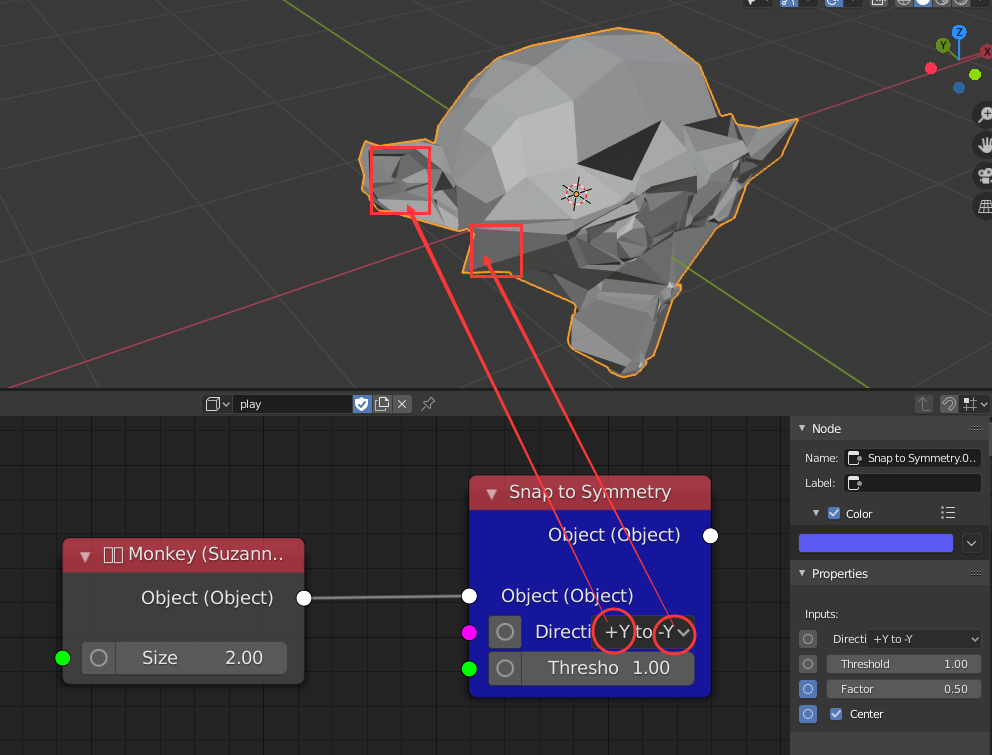 Z
Y
X
play
Node
Name:
Snap to Symmetry.0..
Label:
Color
Properties
Inputs:
Directi +Y to -Y
Threshold 1.00
Factor 0.50
Center
Snap to Symmetry
Object (Object)
Object (Object)
Directi +Y to -Y
Thresho 1.00
Monkey (Suzann..
Object (Object)
Size 2.00